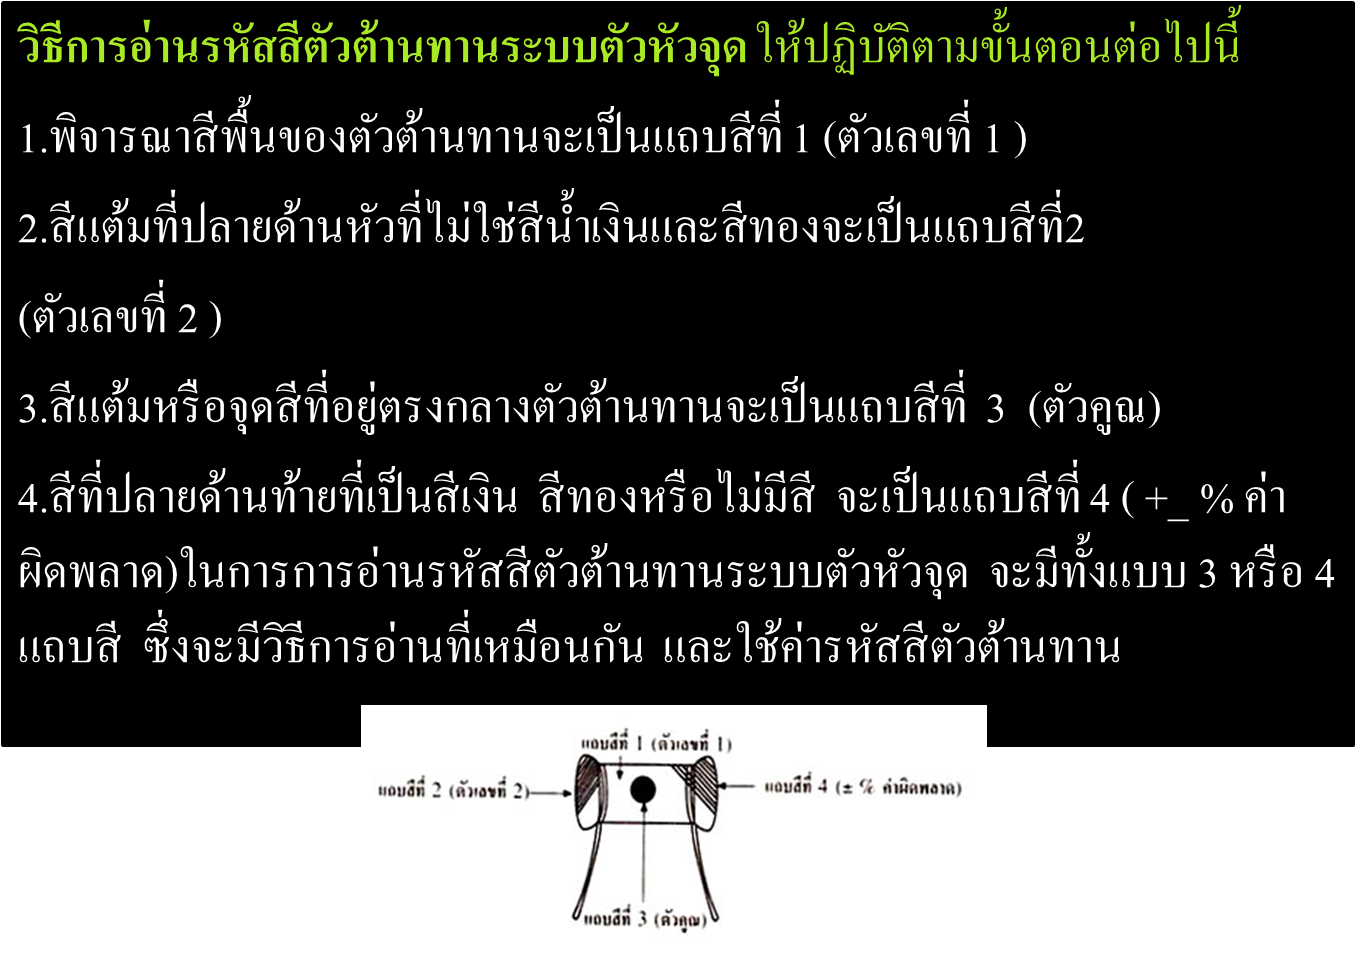 วิธีการอ่านรหัสสีตัวต้านทานระบบตัวหัวจุด ให้ปฏิบัติตามขั้นตอนต่อไปนี้
1.พิจารณาสีพื้นของตัวต้านทานจะเป็นแถบสีที่ 1 (ตัวเลขที่ 1 )
2.สีแต้มที่ปลายด้านหัวที่ไม่ใช่สีน้ำเงินและสีทองจะเป็นแถบสีที่2
(ตัวเลขที่ 2 )
3.สีแต้มหรือจุดสีที่อยู่ตรงกลางตัวต้านทานจะเป็นแถบสีที่ 3 (ตัวคูณ)
4.สีที่ปลายด้านท้ายที่เป็นสีเงิน สีทองหรือไม่มีสี จะเป็นแถบสีที่ 4 ( +_ % ค่า
ผิดพลาด)ในการการอ่านรหัสสีตัวต้านทานระบบตัวหัวจุด จะมีทั้งแบบ 3 หรือ 4
แถบสี ซึ่งจะมีวิธีการอ่านที่เหมือนกัน และใช้ค่ารหัสสีตัวต้านทาน
แถบสีที่ 1 (ตัวเลขที่ 1)
แถบสีที่ 2 (ตัวเลขที่ 2)
แถบสีที่ 4 (± % ค่าผิดพลาด)
แถบสีที่ 3 (ตัวคูณ)